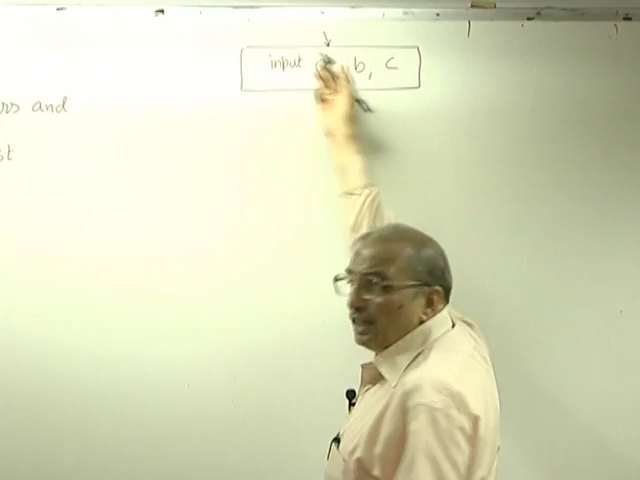 input b, c
rs and
st